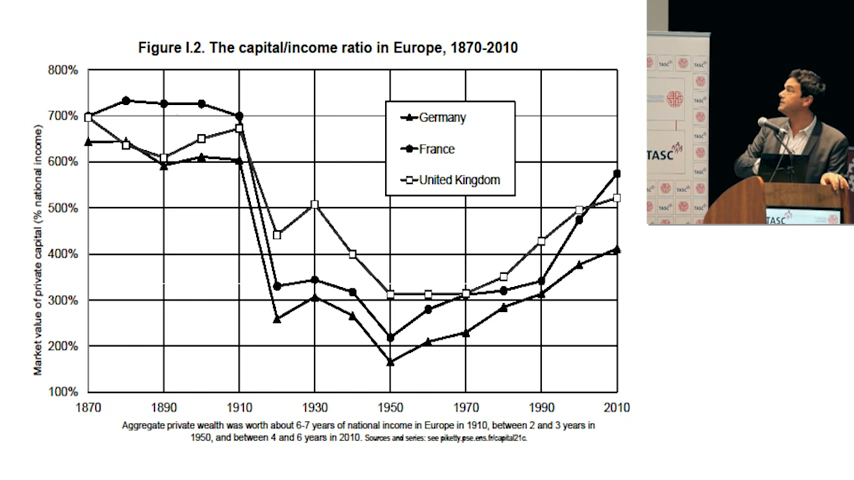 Figure I.2. The capital/income ratio in Europe, 1870-2010
Market value of private capital (% national income)
800%
700%
600%
500%
400%
300%
200%
100%
Germany
France
United Kingdom
1870
1890
1910
1930
1950
1970
1990
2010
Aggregate private wealth was worth about 6-7 years of national income in Europe in 1910, between 2 and 3 years in
1950, and between 4 and 6 years in 2010. Sources and series: see piketty.pse.ens.fr/capital21c.
TASC
TASC
TASC
TASC